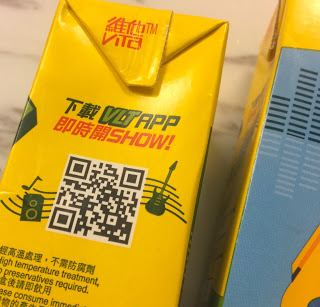 維他™
vita
下載 VLT APP
即時開SHOW!
經高溫處理，不需防腐劑
High temperature treatment,
preservatives required.
盒後請即飲用
ase consume immed